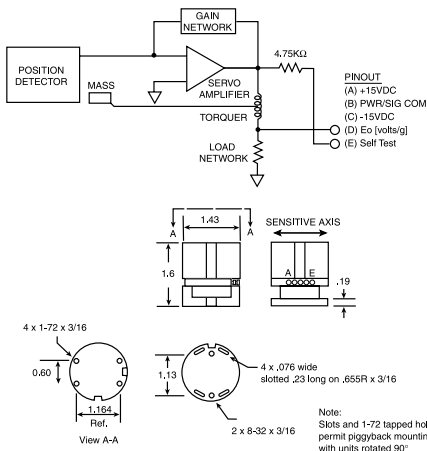 GAIN
NETWORK
POSITION
DETECTOR
4.75KΩ
MASS
SERVO
AMPLIFIER
TORQUER
LOAD
NETWORK
PINOUT
(A) +15VDC
(B) PWR/SIG COM
(C) -15VDC
(D) Eo [volts/g]
(E) Self Test
A
1.43
A
SENSITIVE AXIS
1.6
A E
.19
4 x 1-72 x 3/16
0.60
1.164
Ref.
View A-A
1.13
4 x .076 wide
slotted .23 long on .655R x 3/16
2 x 8-32 x 3/16
Note:
Slots and 1-72 tapped hol
permit piggyback mountin
with units rotated 90°